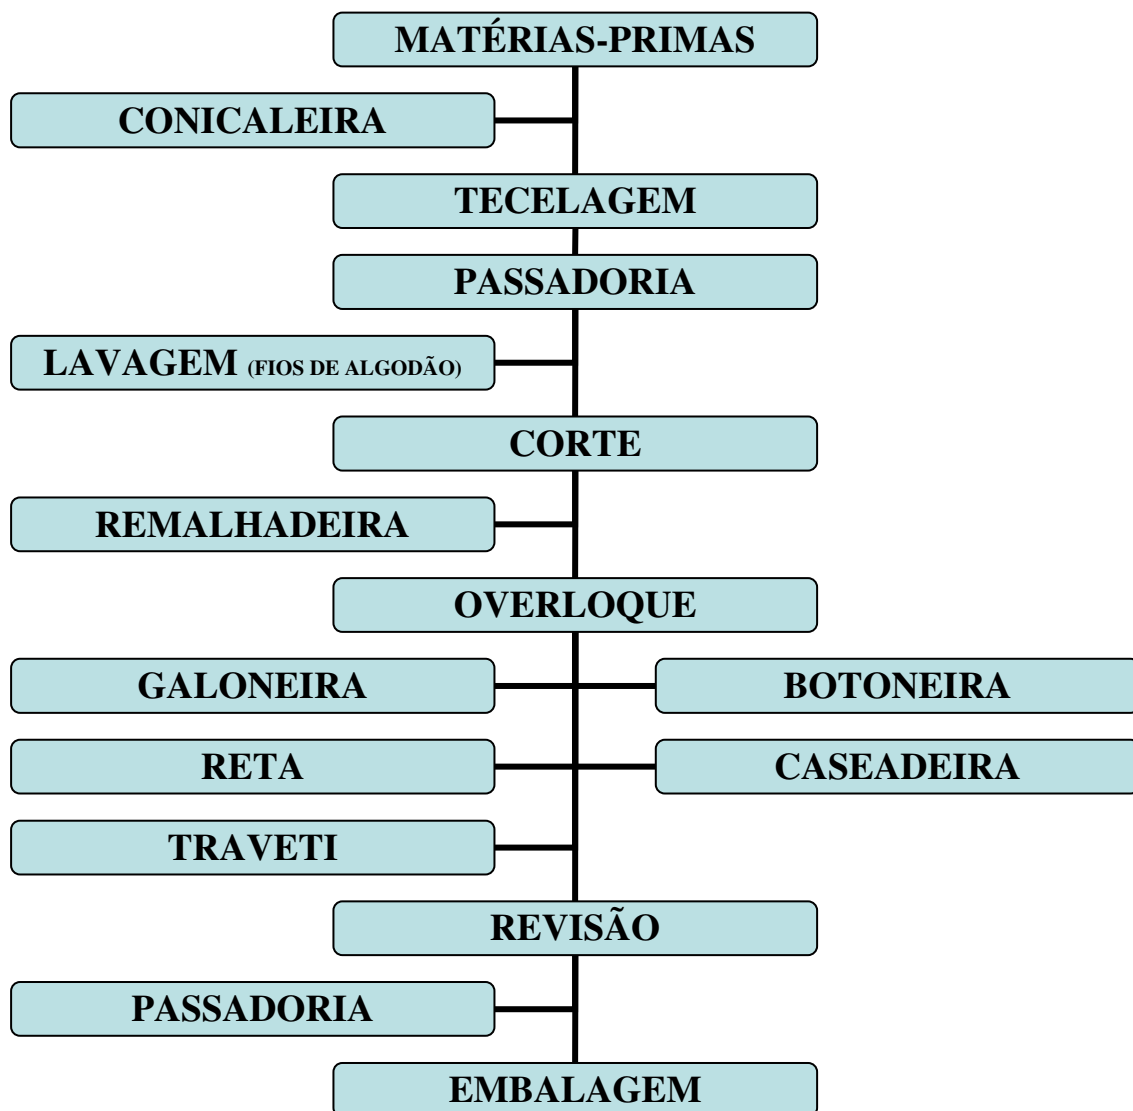 MATÉRIAS-PRIMAS
CONICALEIRA
TECELAGEM
PASSADORIA
LAVAGEM (FIOS DE ALGODÃO)
CORTE
REMALHADEIRA
OVERLOQUE
GALONEIRA
BOTONEIRA
RETA
CASEADEIRA
TRAVETI
REVISÃO
PASSADORIA
EMBALAGEM